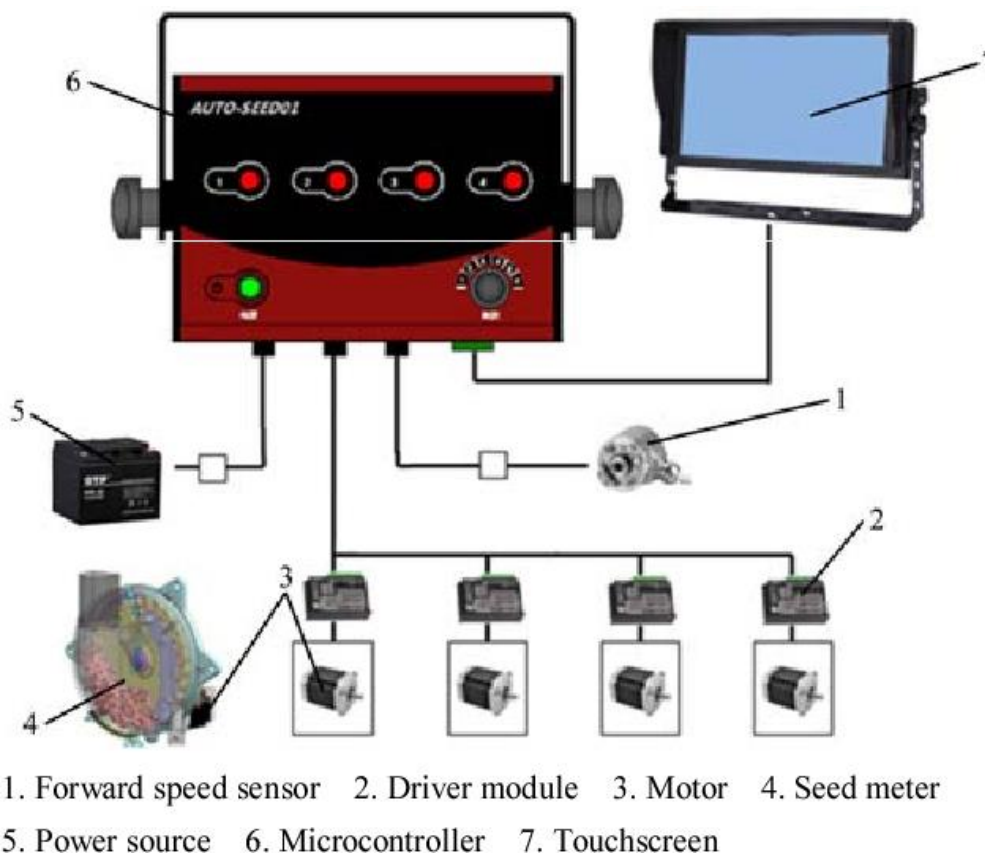 6
AUTO-SEED01
1 2 3 4
5
1
2
3
4
1. Forward speed sensor 2. Driver module 3. Motor 4. Seed meter
5. Power source 6. Microcontroller 7. Touchscreen